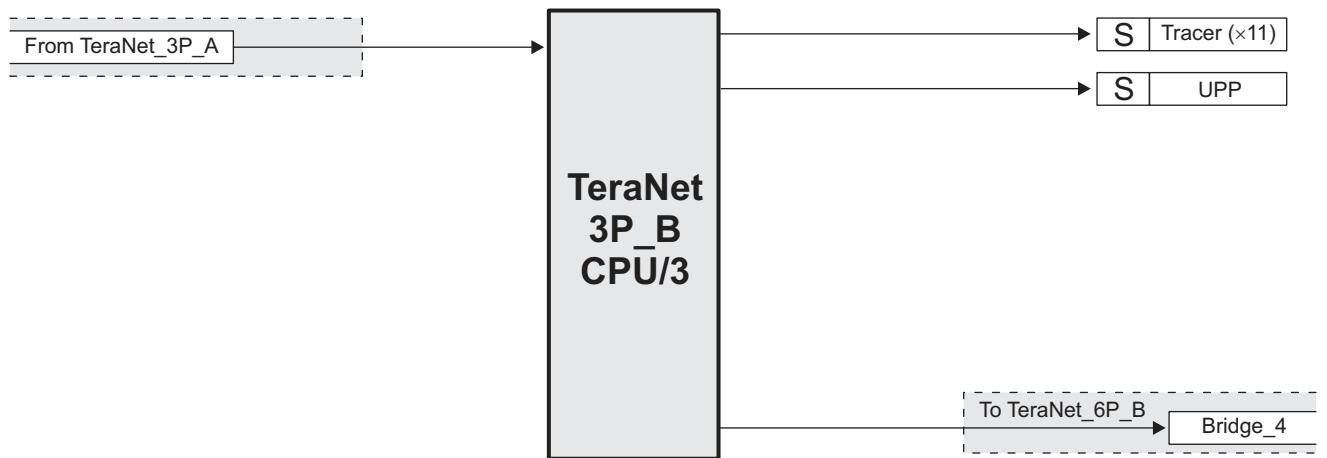 From TeraNet_3P_A
S Tracer (×11)
S UPP
TeraNet
3P_B
CPU/3
To TeraNet_6P_B
Bridge_4